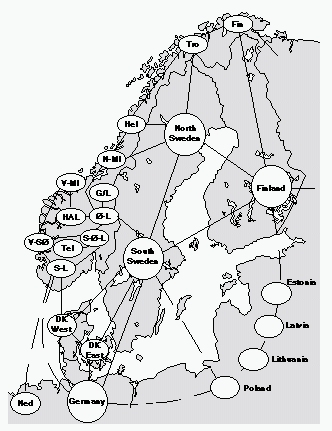 Fin
Tro
Hel
North
Sweden
N-MI
V-MI
G/L
Finland
HAL
Ø-L
V-SØ
Tel
S-Ø-L
South
Sweden
S-L
Estonia
DK
West
Latvia
DK
East
Lithuania
Poland
Germany
Ned